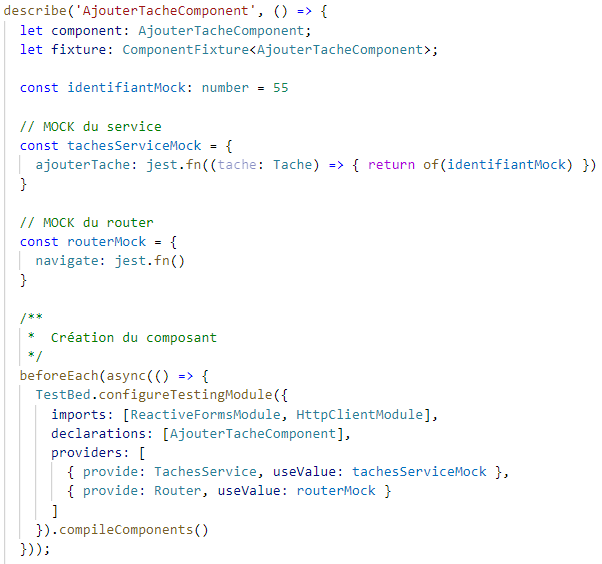 describe('AjouterTacheComponent', () => {
let component: AjouterTacheComponent;
let fixture: ComponentFixture<AjouterTacheComponent>;
const identifiantMock: number = 55
// MOCK du service
const tachesServiceMock = {
ajouterTache: jest.fn((tache: Tache) => { return of(identifiantMock) })
}
// MOCK du router
const routerMock = {
navigate: jest.fn()
}
/**
* Création du composant
*/
beforeEach(async(() => {
TestBed.configureTestingModule({
imports: [ReactiveFormsModule, HttpClientModule],
declarations: [AjouterTacheComponent],
providers: [
{ provide: TachesService, useValue: tachesServiceMock },
{ provide: Router, useValue: routerMock }
]
}).compileComponents()
}));